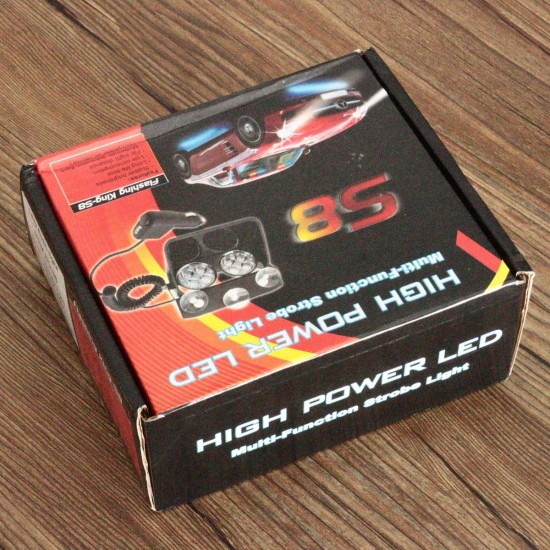 HIGH POWER LED
Multi-Function Strobe Light
S8
Flashing King-S8
HIGH POWER LED
Multi-Function Strobe Light